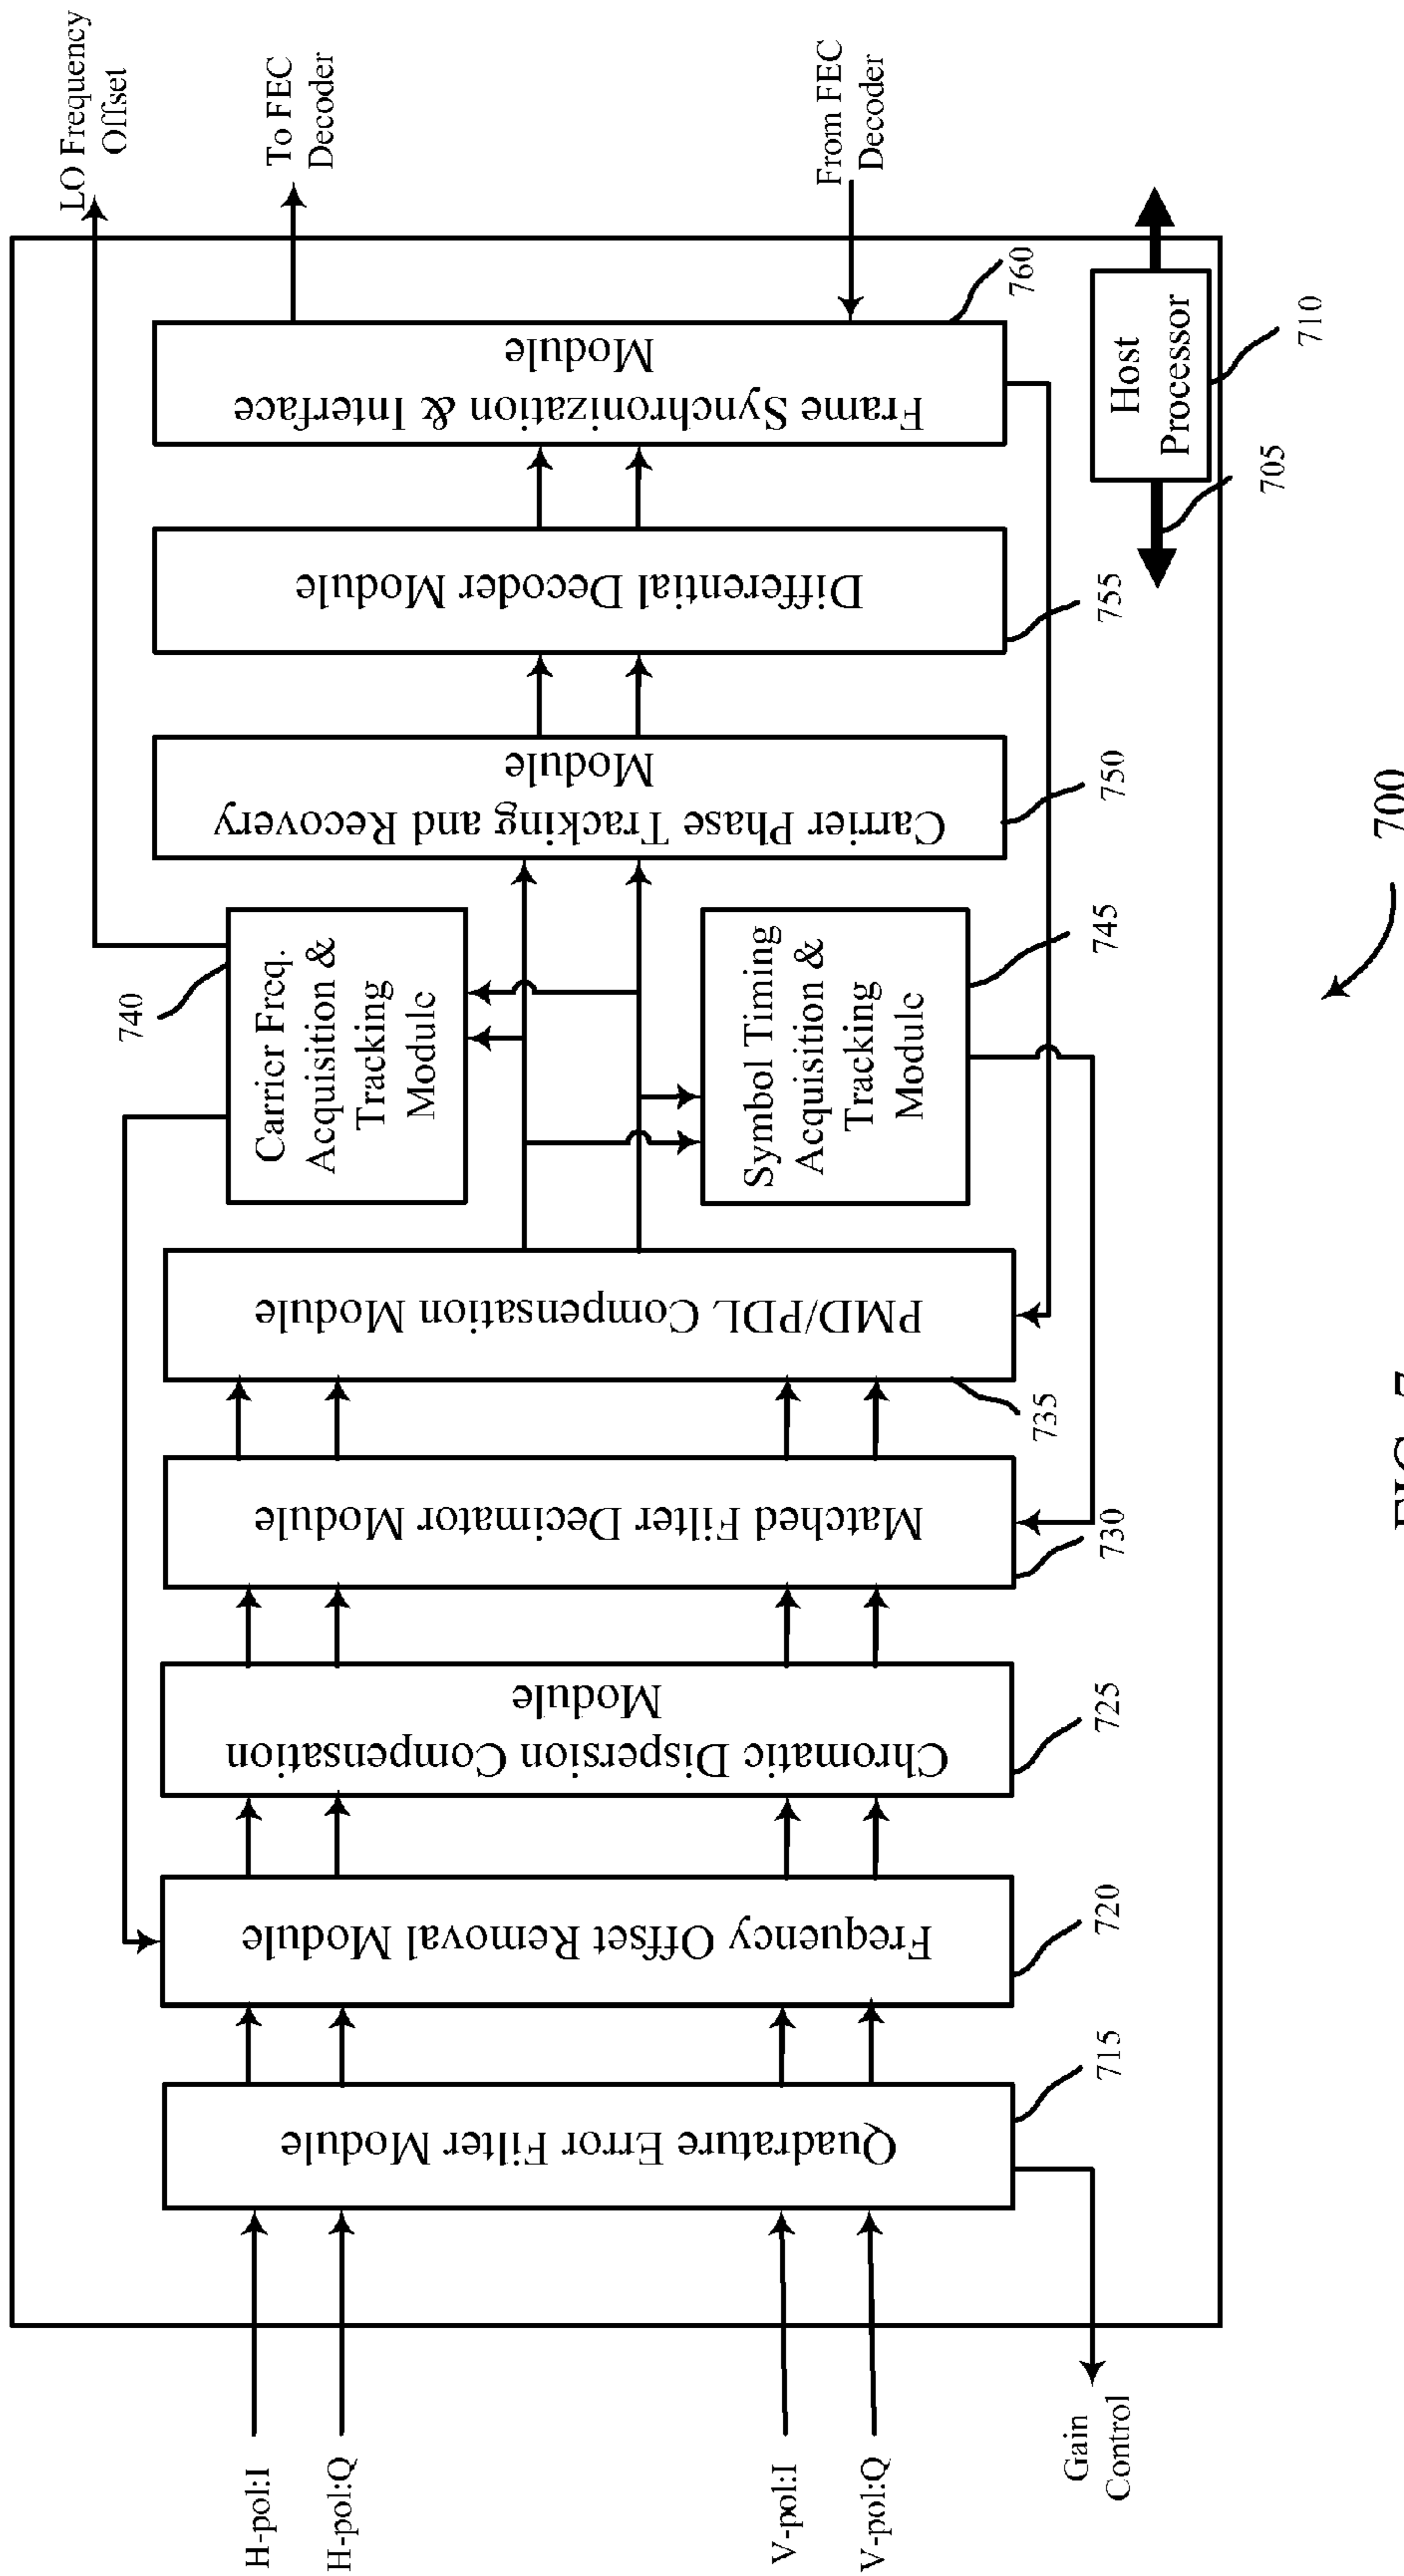 LO Frequency
Offset
To FEC
Decoder
From FEC
Decoder
H-pol:I
H-pol:Q
V-pol:I
V-pol:Q
Gain
Control
Quadrature Error Filter Module
715
Frequency Offset Removal Module
720
Chromatic Dispersion Compensation
Module
725
Matched Filter Decimator Module
730
PMD/PDL Compensation Module
735
740
Carrier Freq.
Acquisition &
Tracking
Module
Symbol Timing
Acquisition &
Tracking
Module
745
Carrier Phase Tracking and Recovery
Module
750
Differential Decoder Module
755
Frame Synchronization & Interface
Module
760
Host
Processor
705
710
700
FIG. 7